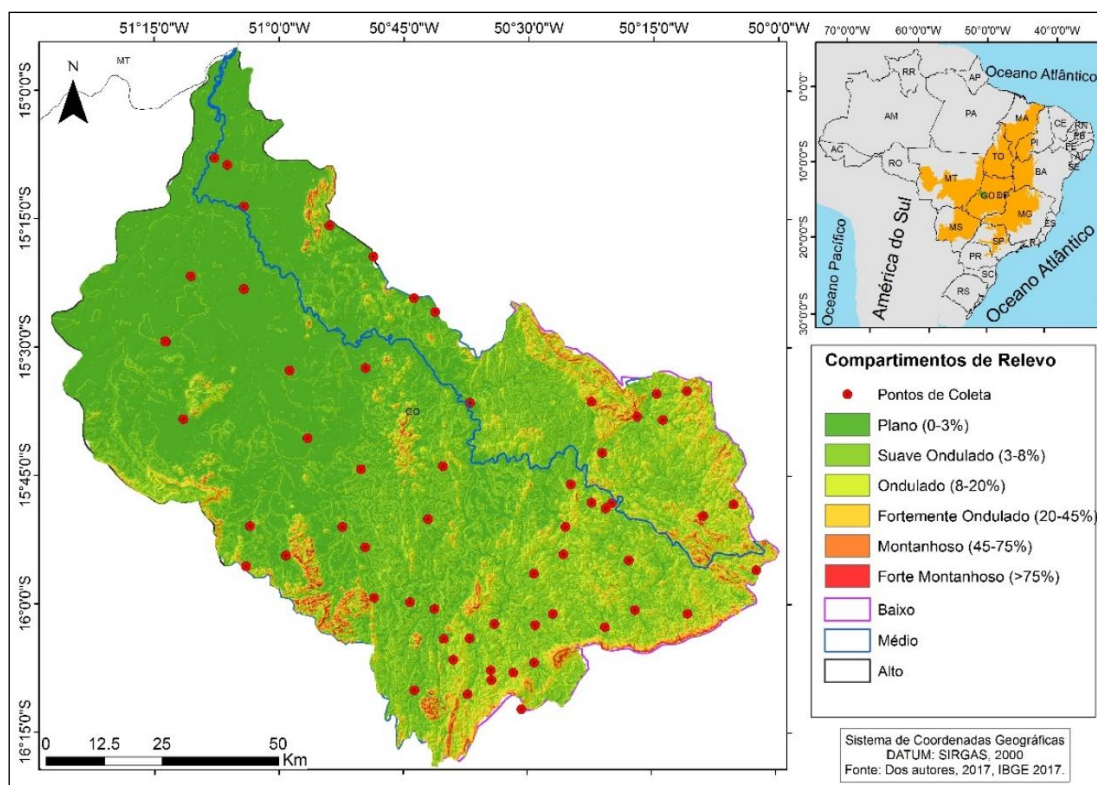 51°15'0"W 51°0'0"W 50°45'0"W 50°30'0"W 50°15'0"W 50°0'0"W
MT
N
15°0'0"S
15°15'0"S
15°30'0"S
15°45'0"S
16°0'0"S
16°15'0"S
GO
0 12.5 25 50
Km
70°0'0"W 60°0'0"W 50°0'0"W 40°0'0"W
0°0'0"
10°0'0"S
20°0'0"S
30°0'0"S
Oceano Atlântico
RR AP
AM PA MA CE RN
PB
PE
PI
AL
SE
AC RO TO BA
MT
GO DF
MG
ES
MS
SP
RJ
PR
SC
RS
Oceano Pacífico
América do Sul
Oceano Atlântico
Compartimentos de Relevo
Pontos de Coleta
Plano (0-3%)
Suave Ondulado (3-8%)
Ondulado (8-20%)
Fortemente Ondulado (20-45%)
Montanhoso (45-75%)
Forte Montanhoso (>75%)
Baixo
Médio
Alto
Sistema de Coordenadas Geográficas
DATUM: SIRGAS, 2000
Fonte: Dos autores, 2017, IBGE 2017.